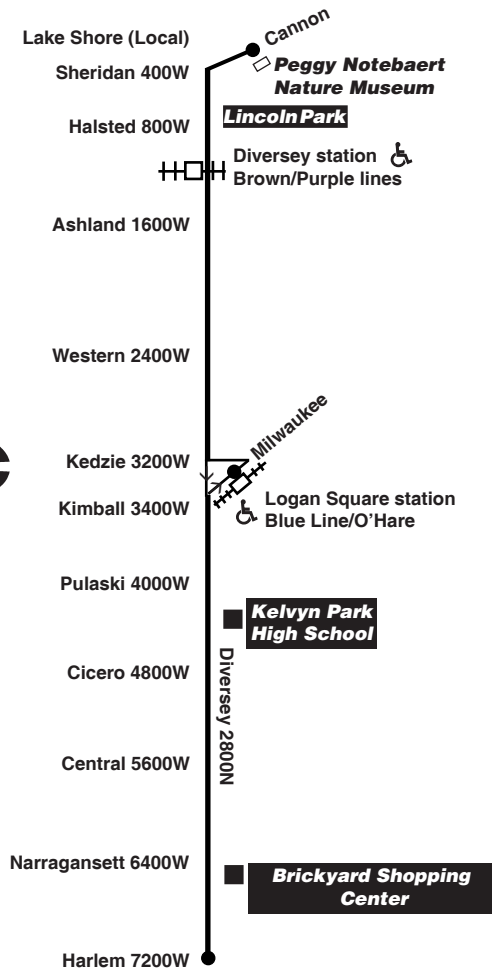 Lake Shore (Local)
Cannon
Sheridan 400W
Peggy Notebaert
Nature Museum
Lincoln Park
Halsted 800W
Diversey station
Brown/Purple lines
Ashland 1600W
Western 2400W
Milwaukee
Kedzie 3200W
Kimball 3400W
Logan Square station
Blue Line/O’Hare
Pulaski 4000W
Kelvyn Park
High School
Cicero 4800W
Diversey 2800N
Central 5600W
Narragansett 6400W
Brickyard Shopping
Center
Harlem 7200W